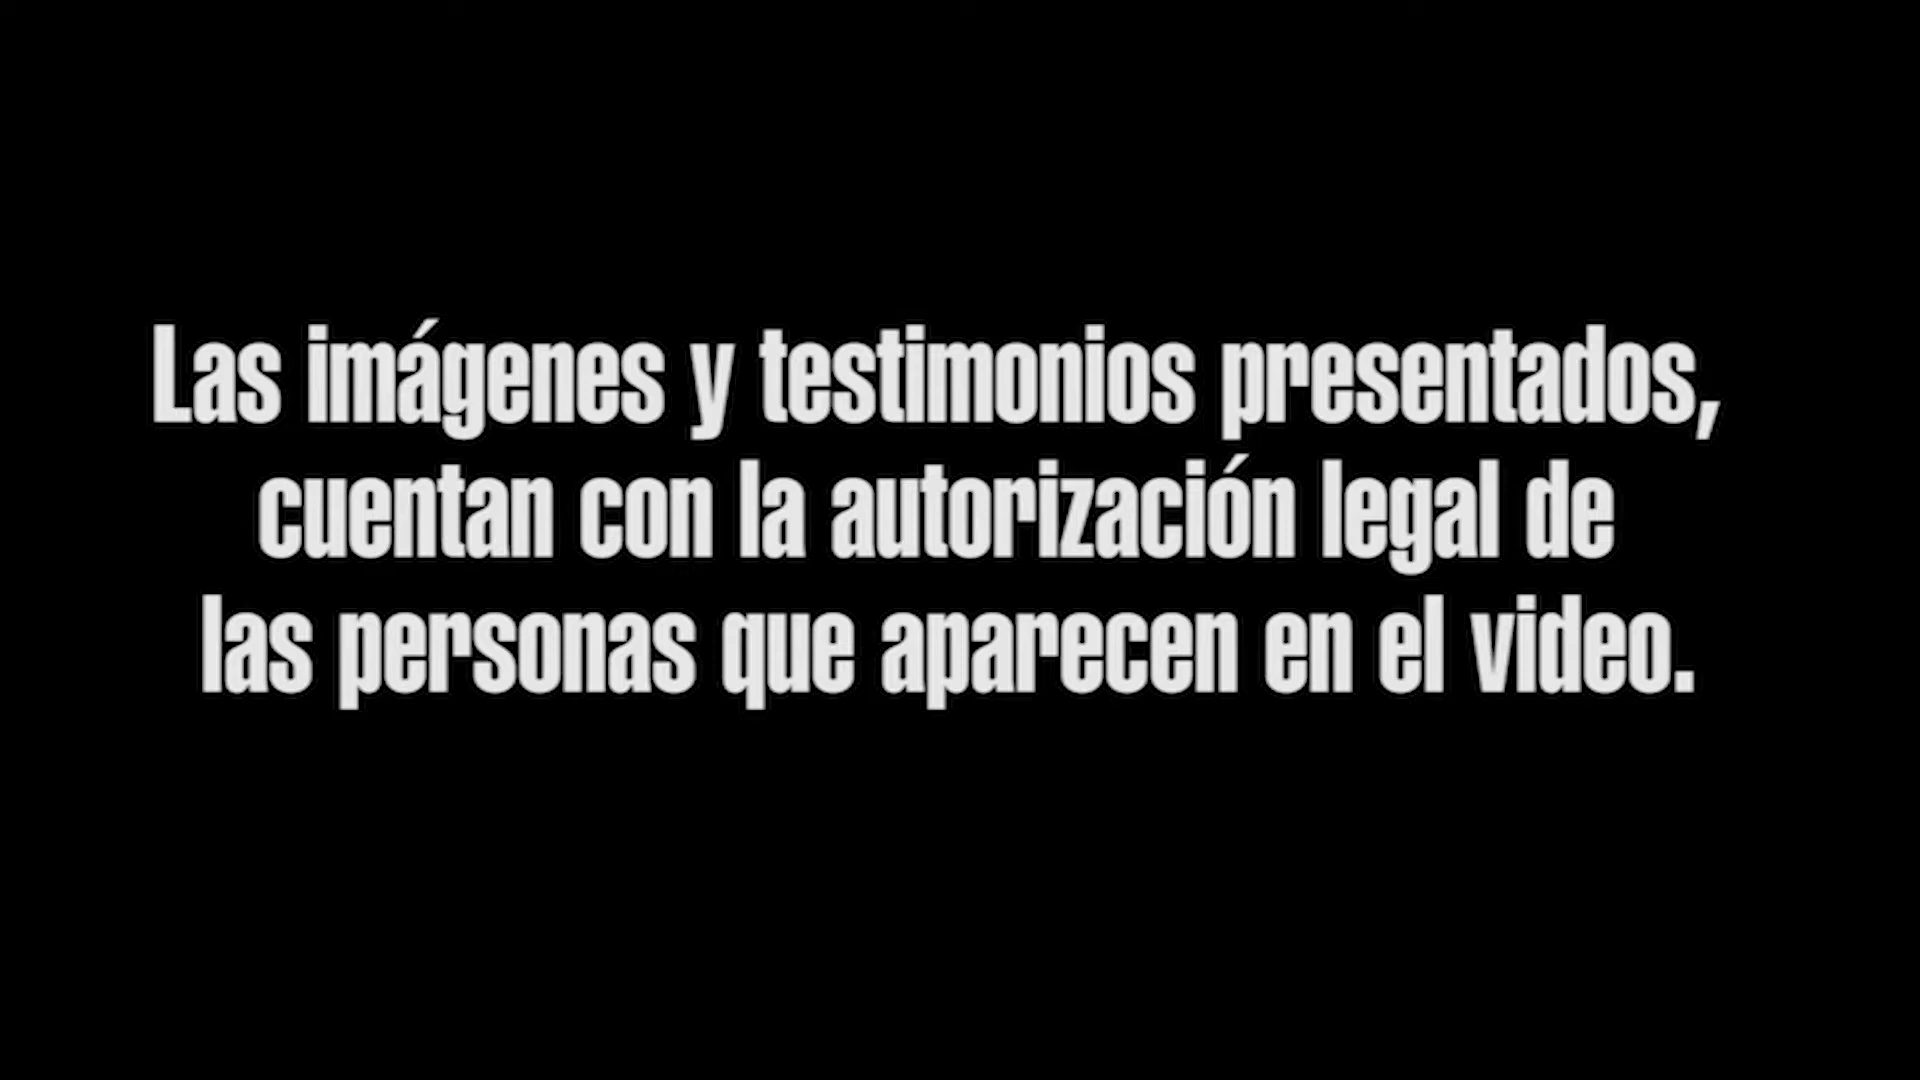 Las imágenes y testimonios presentados,
cuentan con la autorización legal de
las personas que aparecen en el video.